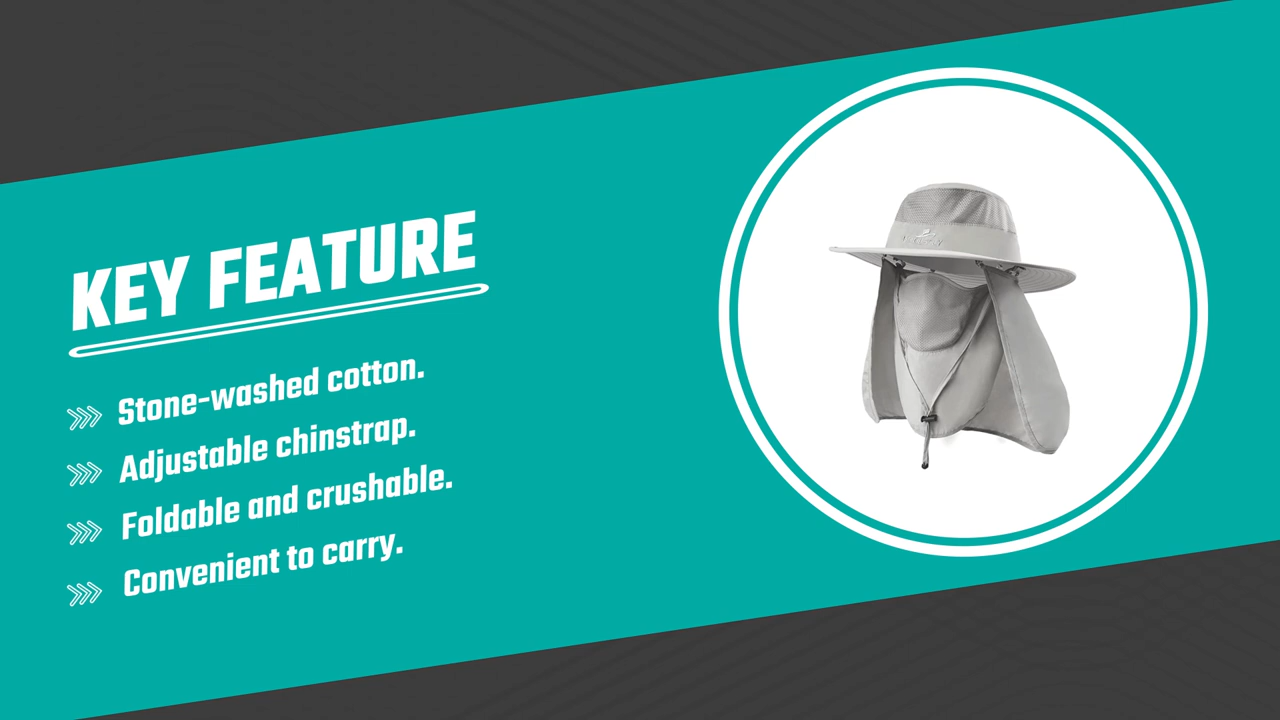 KEY FEATURE
Stone-washed cotton.
Adjustable chinstrap.
Foldable and crushable.
Convenient to carry.